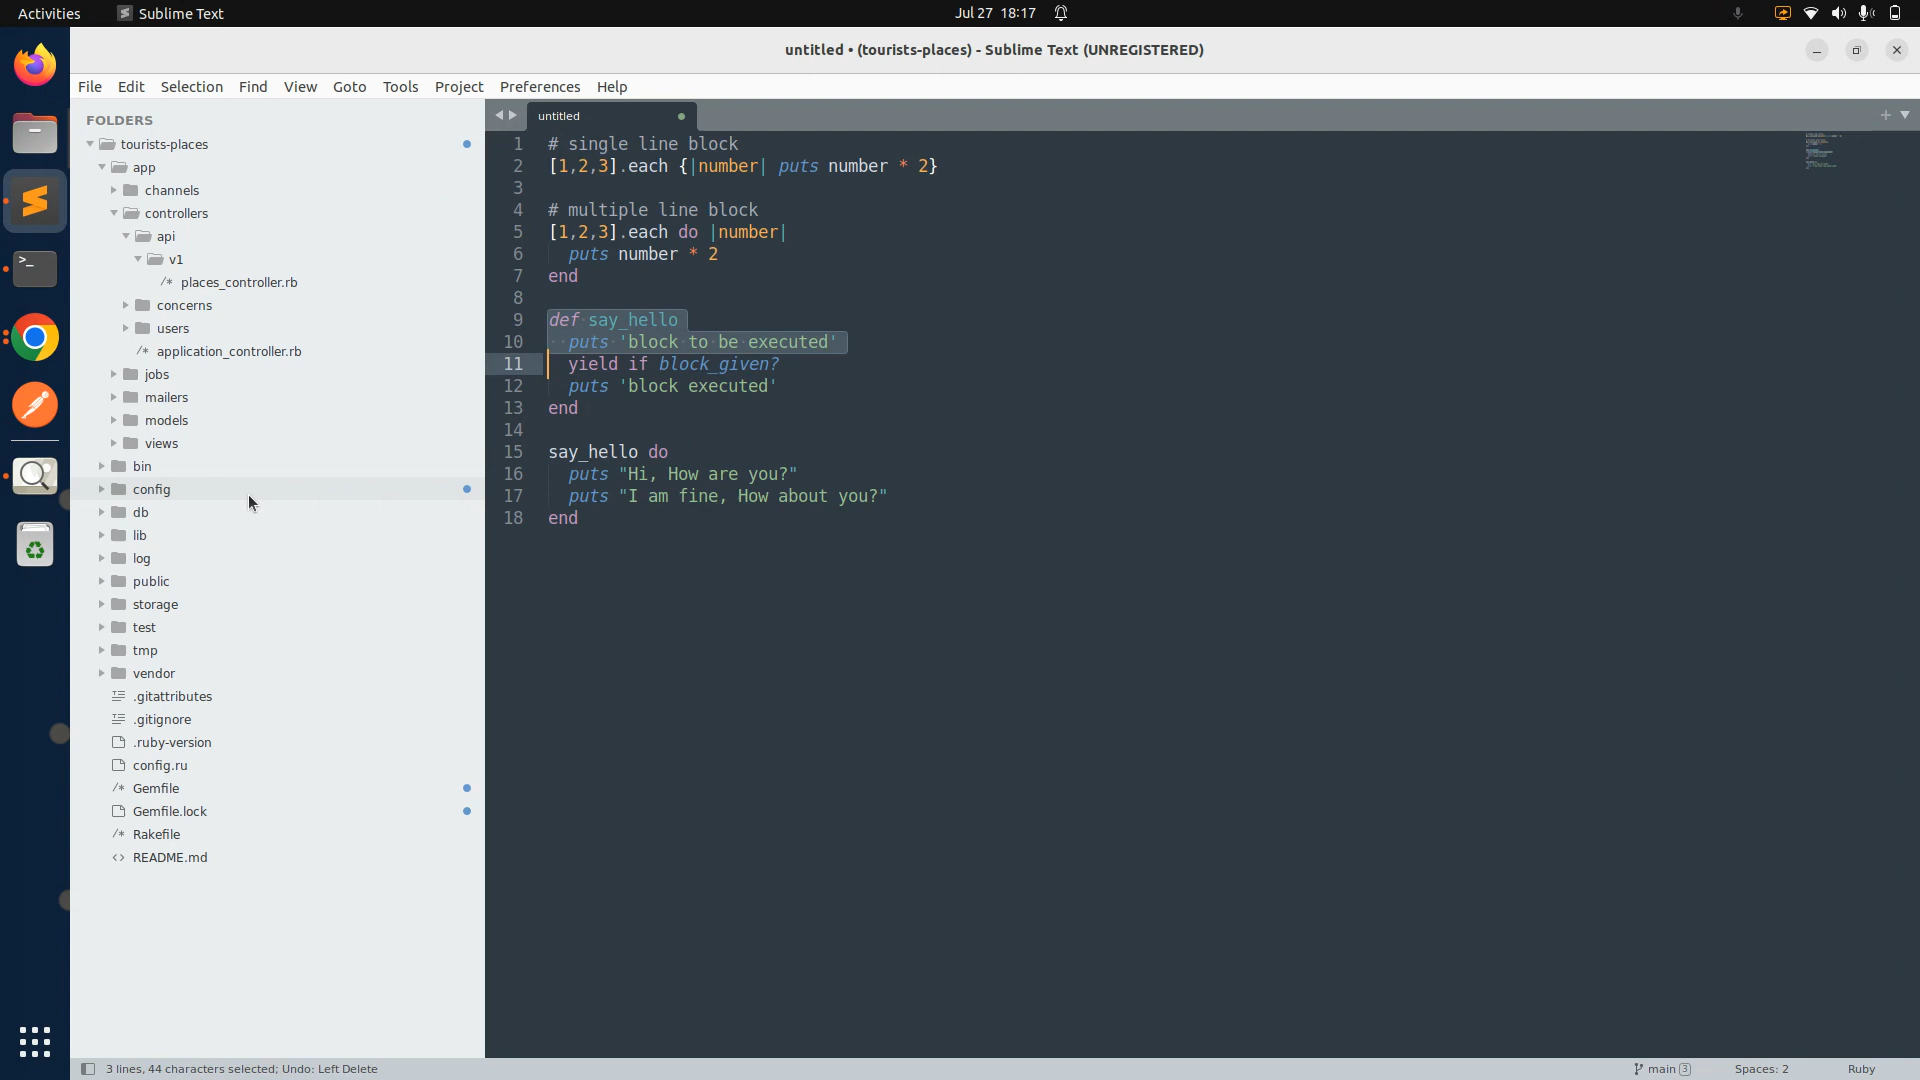 Activities
Sublime Text
Jul 27 18:17
untitled • (tourists-places) - Sublime Text (UNREGISTERED)
File Edit Selection Find View Goto Tools Project Preferences Help
FOLDERS
tourists-places
app
channels
controllers
api
v1
places_controller.rb
concerns
users
application_controller.rb
jobs
mailers
models
views
bin
config
db
lib
log
public
storage
test
tmp
vendor
.gitattributes
.gitignore
.ruby-version
config.ru
Gemfile
Gemfile.lock
Rakefile
README.md
untitled
1 # single line block
2 [1,2,3].each {|number| puts number * 2}
3
4 # multiple line block
5 [1,2,3].each do |number|
6 puts number * 2
7 end
8
9 def say_hello
10 puts 'block to be executed'
11 yield if block_given?
12 puts 'block executed'
13 end
14
15 say_hello do
16 puts "Hi, How are you?"
17 puts "I am fine, How about you?"
18 end
3 lines, 44 characters selected; Undo: Left Delete
main 3
Spaces: 2
Ruby